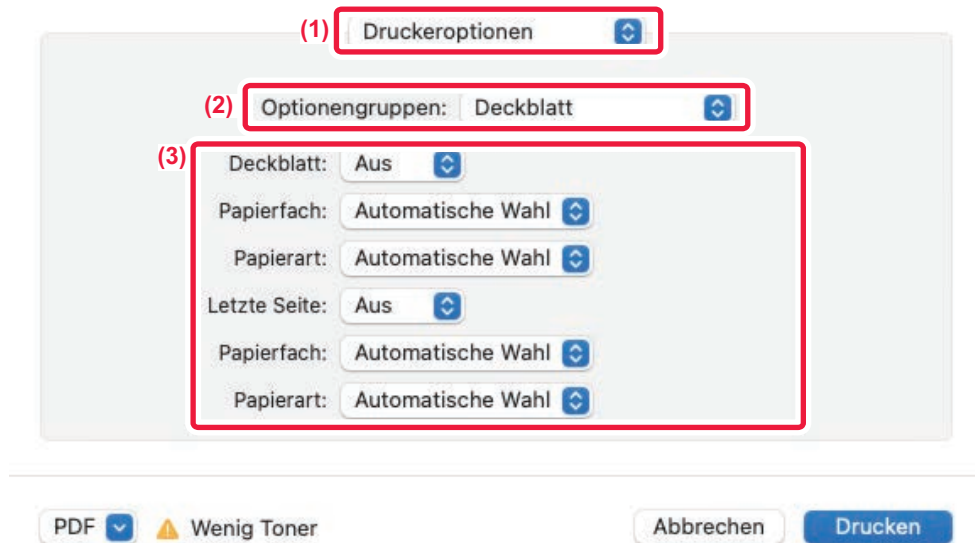 (1) Druckeroptionen
(2) Optionengruppen: Deckblatt
(3) Deckblatt: Aus
Papierfach: Automatische Wahl
Papierart: Automatische Wahl
Letzte Seite: Aus
Papierfach: Automatische Wahl
Papierart: Automatische Wahl
PDF Wenig Toner Abbrechen Drucken